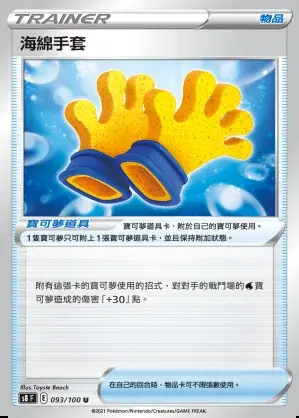 TRAINER 物品
海綿手套
寶可夢道具 寶可夢道具卡,附於自己的寶可夢使用。
1隻寶可夢只可附上1張寶可夢道具卡,並且保持附加狀態。
附有這張卡的寶可夢使用的招式,對對手的戰鬥場的寶
可夢造成的傷害「+30」點。
Illus. Toyste Beach
S8 F E 093/100 U
在自己的回合時,物品卡可不限張數使用。
©2021 Pokémon/Nintendo/Creatures/GAME FREAK.